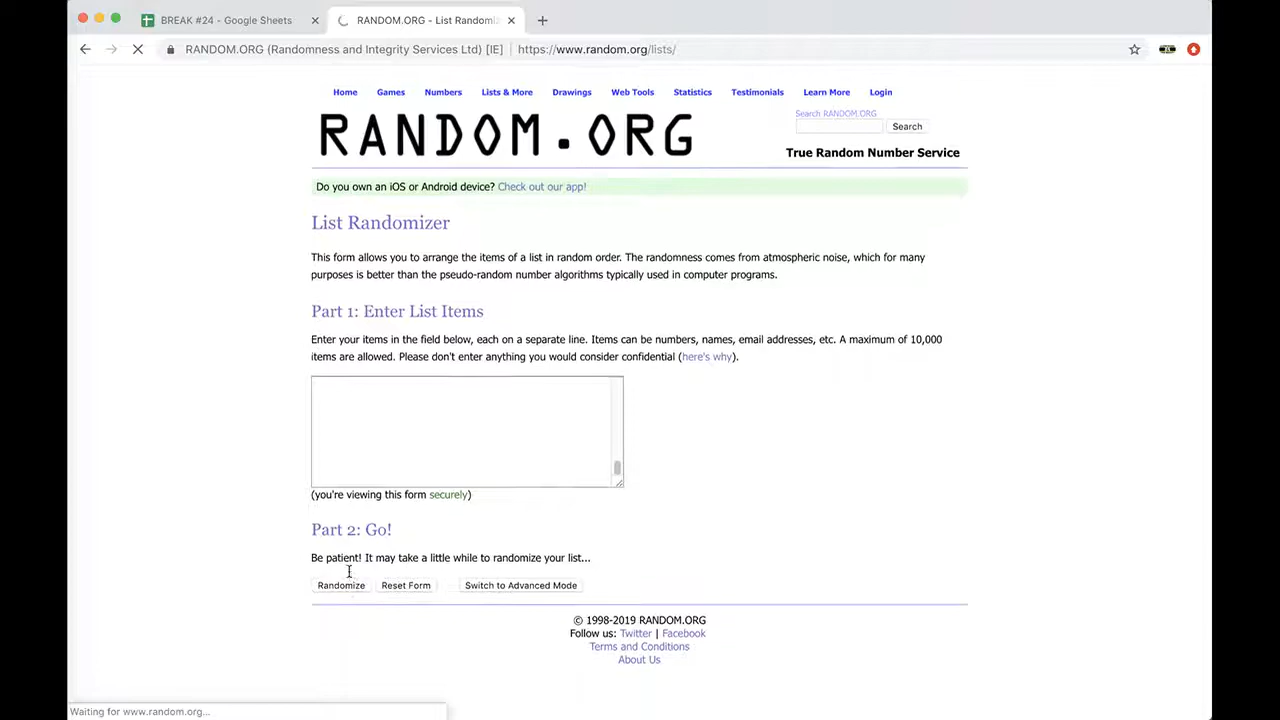 BREAK #24 - Google Sheets
RANDOM.ORG - List Randomi
RANDOM.ORG (Randomness and Integrity Services Ltd) [IE] https://www.random.org/lists/
Home Games Numbers Lists & More Drawings Web Tools Statistics Testimonials Learn More Login
Search RANDOM.ORG
Search
RANDOM.ORG
True Random Number Service
Do you own an iOS or Android device? Check out our app!
List Randomizer
This form allows you to arrange the items of a list in random order. The randomness comes from atmospheric noise, which for many
purposes is better than the pseudo-random number algorithms typically used in computer programs.
Part 1: Enter List Items
Enter your items in the field below, each on a separate line. Items can be numbers, names, email addresses, etc. A maximum of 10,000
items are allowed. Please don't enter anything you would consider confidential (here's why).
(you're viewing this form securely)
Part 2: Go!
Be patient! It may take a little while to randomize your list...
Randomize Reset Form Switch to Advanced Mode
© 1998-2019 RANDOM.ORG
Follow us: Twitter | Facebook
Terms and Conditions
About Us
Waiting for www.random.org...